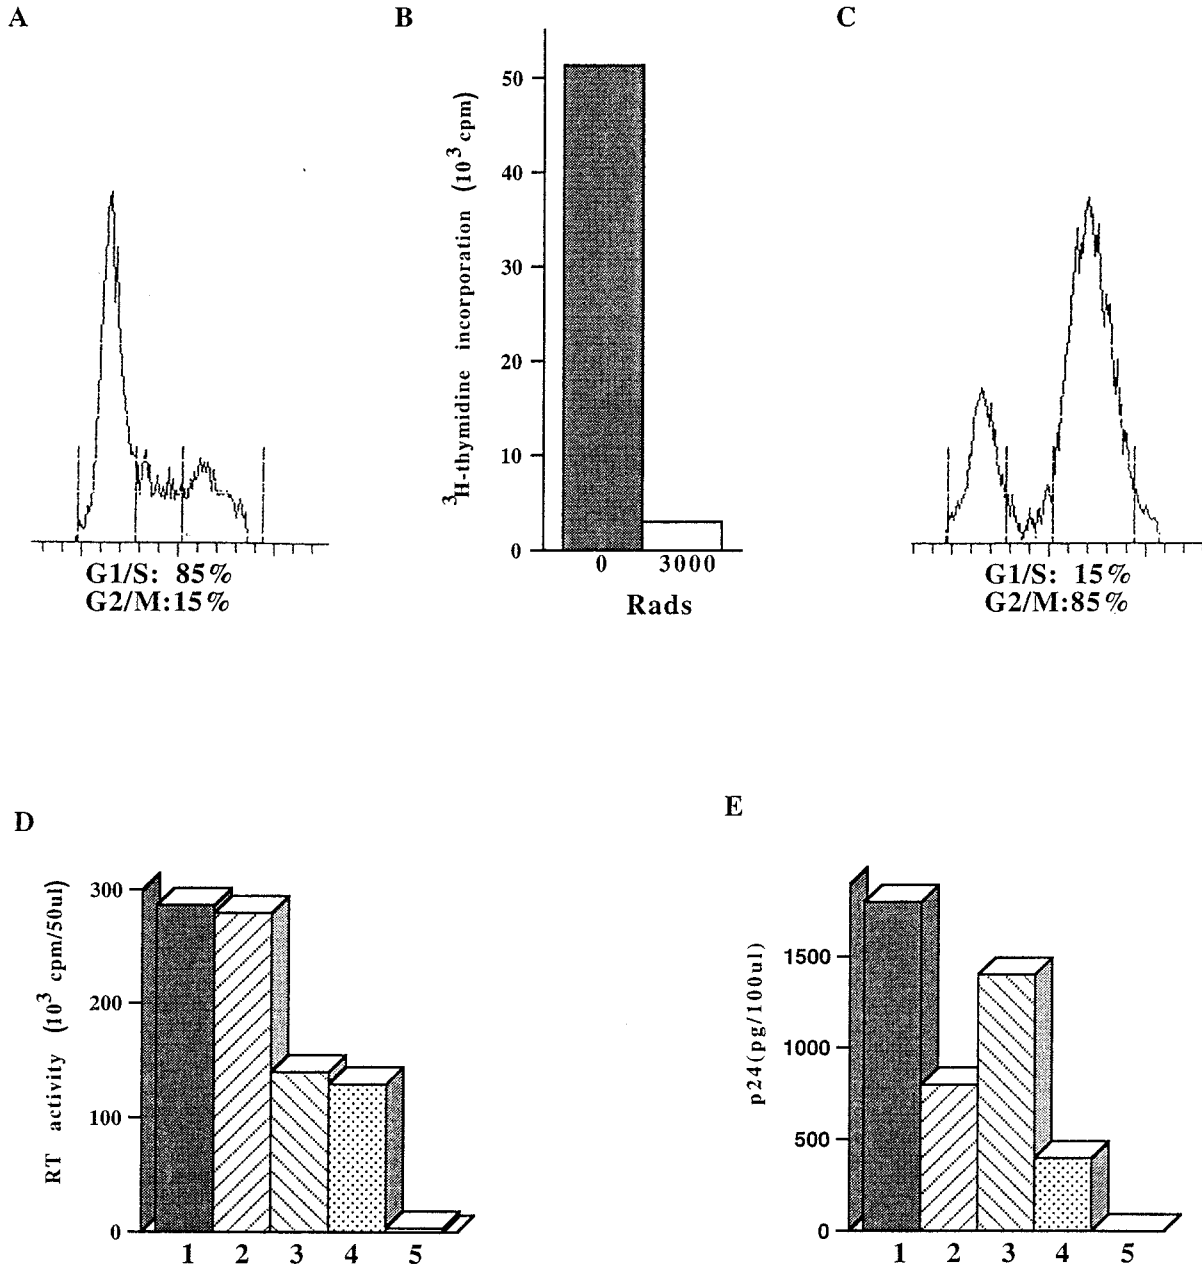 A
B
C
50
40
30
20
10
0
³H-thymidine incorporation (10³ cpm)
0 3000
Rads
G1/S: 85%
G2/M:15%
G1/S: 15%
G2/M:85%
D
300
200
100
0
RT activity (10³ cpm/50ul)
1 2 3 4 5
E
1500
1000
500
0
p24(pg/100ul)
1 2 3 4 5